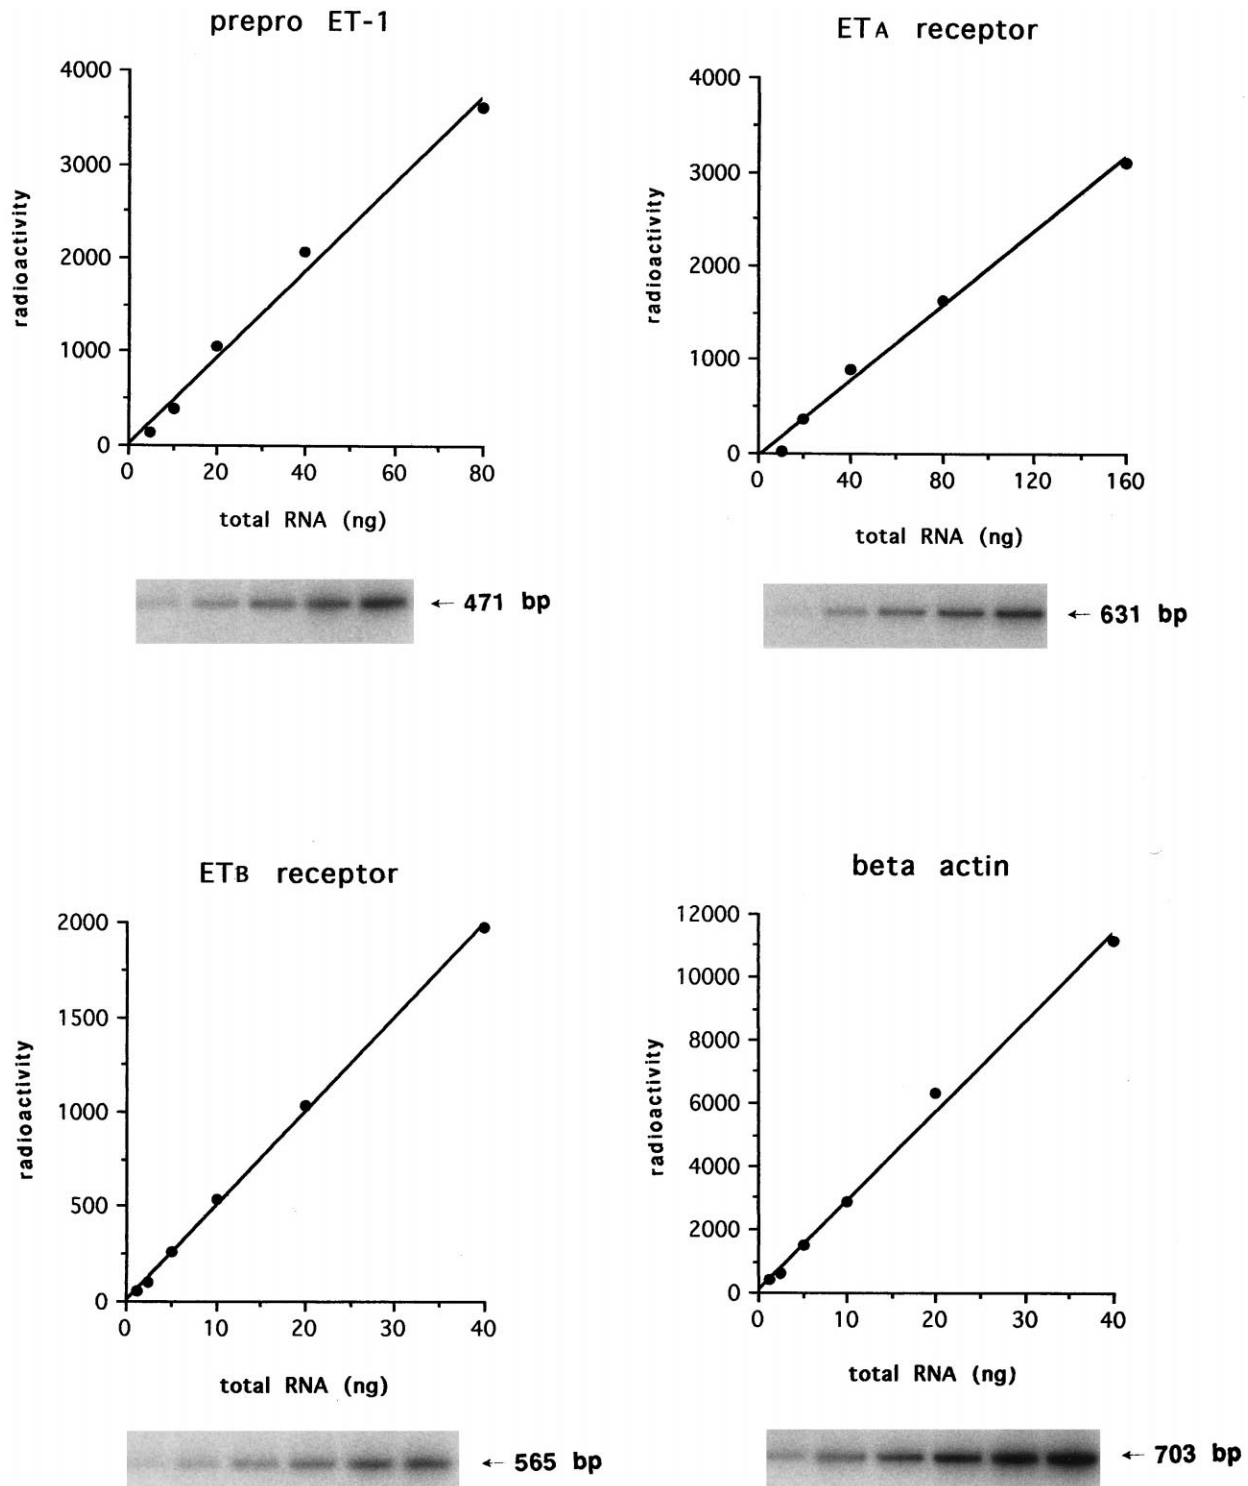 prepro ET-1
4000
3000
2000
1000
0
radioactivity
0 20 40 60 80
total RNA (ng)
← 471 bp
ETA receptor
4000
3000
2000
1000
0
radioactivity
0 40 80 120 160
total RNA (ng)
← 631 bp
ETB receptor
2000
1500
1000
500
0
radioactivity
0 10 20 30 40
total RNA (ng)
← 565 bp
beta actin
12000
10000
8000
6000
4000
2000
0
radioactivity
0 10 20 30 40
total RNA (ng)
← 703 bp